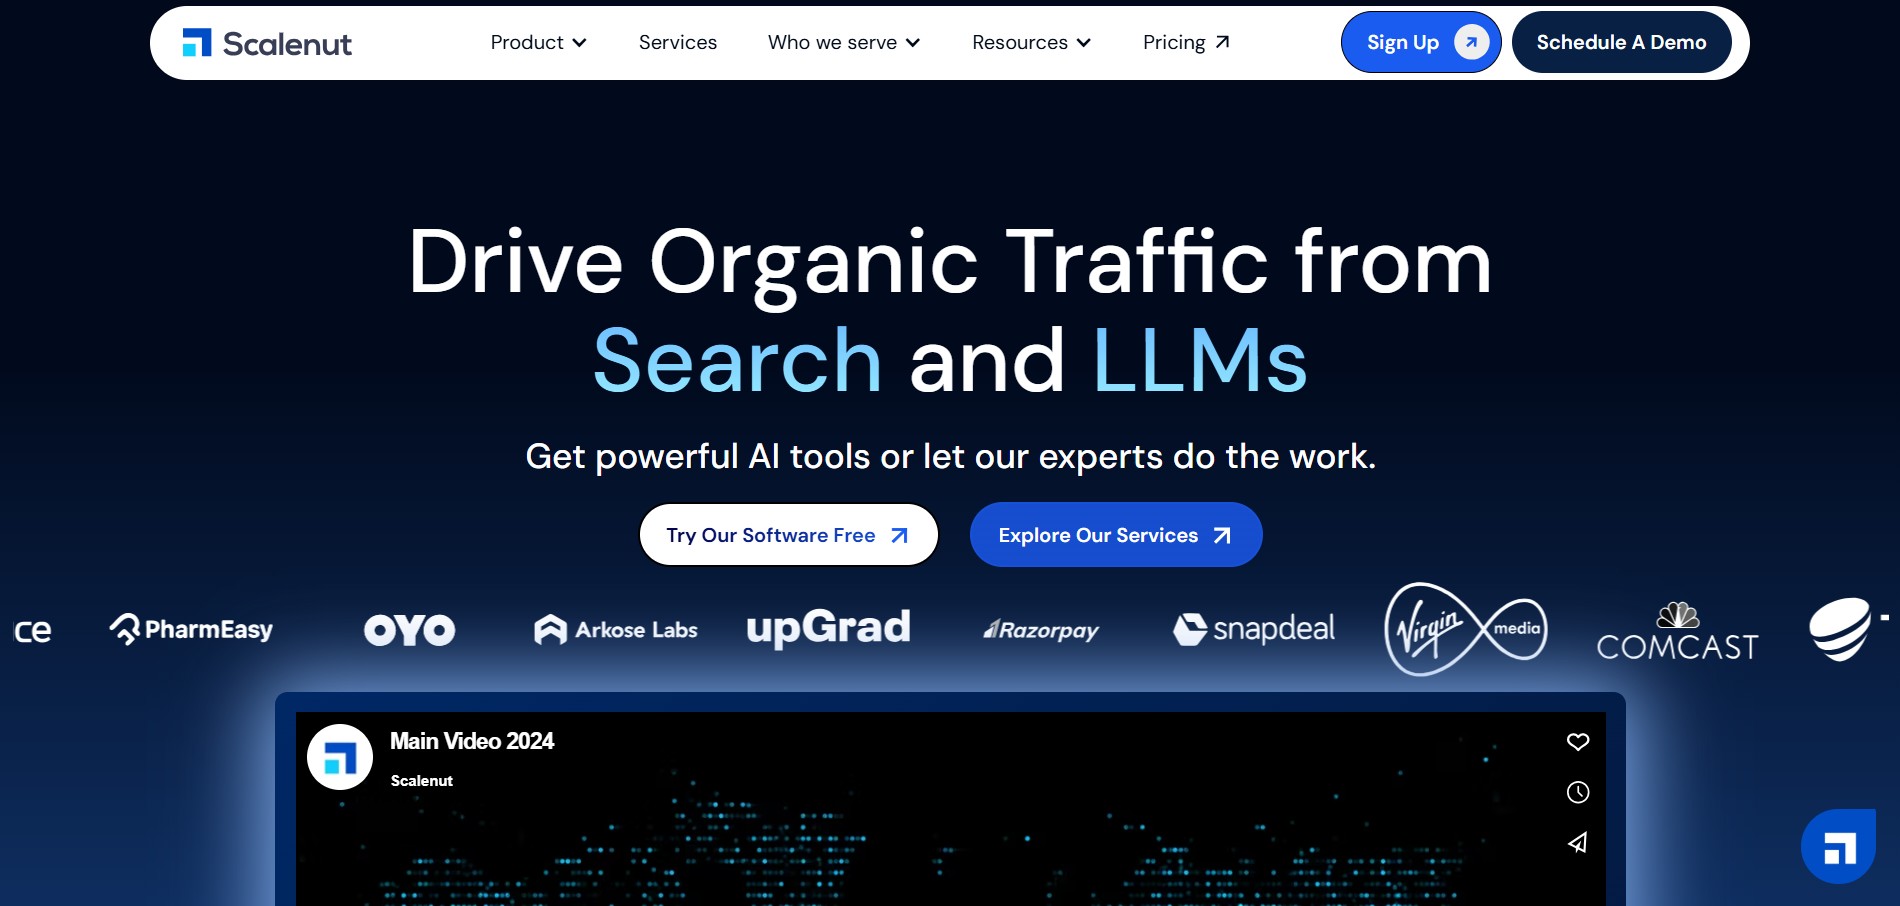 Scalenut
Product
Services
Who we serve
Resources
Pricing
Sign Up
Schedule A Demo
Drive Organic Traffic from
Search and LLMs
Get powerful AI tools or let our experts do the work.
Try Our Software Free
Explore Our Services
ce
PharmEasy
OYO
Arkose Labs
upGrad
Razorpay
snapdeal
Virgin media
COMCAST
Main Video 2024
Scalenut